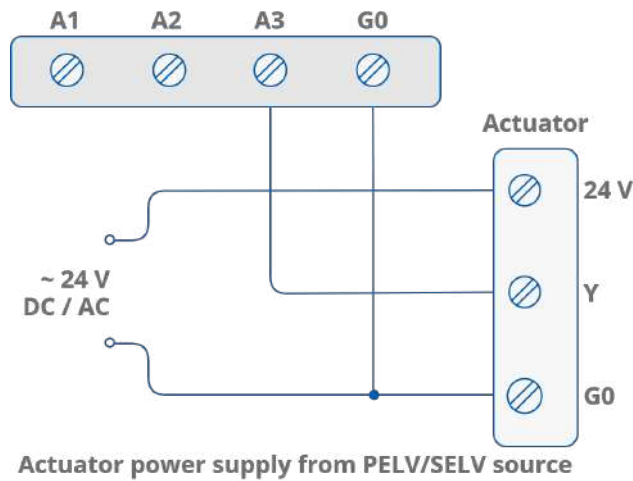 A1 A2 A3 G0
Actuator
24 V
~ 24 V
DC / AC
Y
G0
Actuator power supply from PELV/SELV source